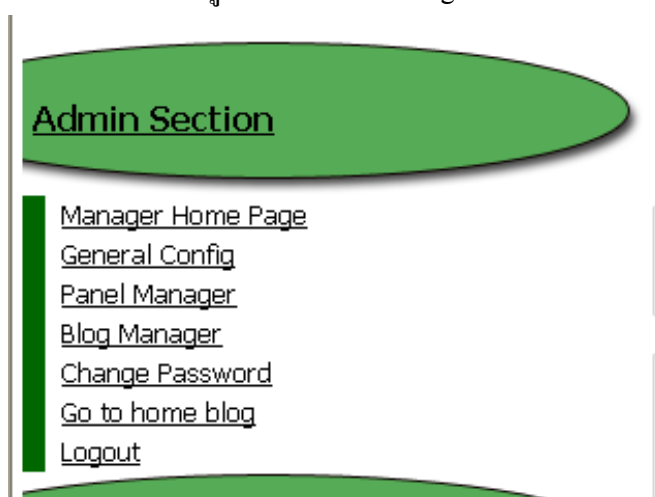 Admin Section
Manager Home Page
General Config
Panel Manager
Blog Manager
Change Password
Go to home blog
Logout